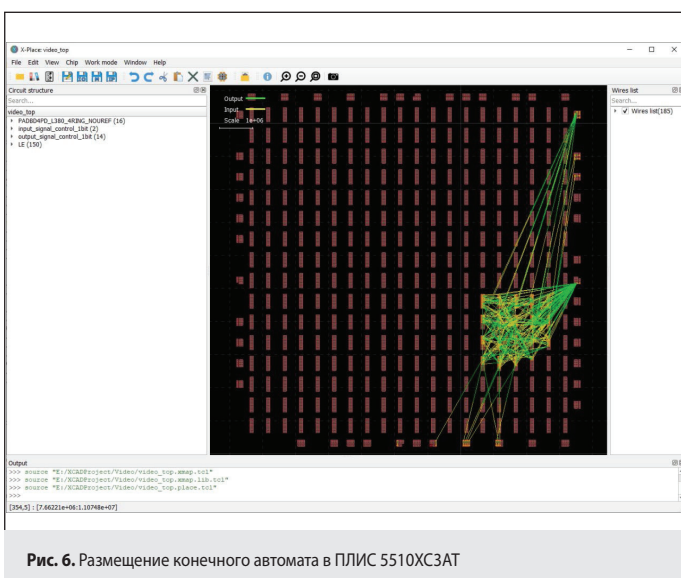 X-Place: video_top
File Edit View Chip Work mode Window Help
Circuit structure
Search...
video_top
PADBD4PD_L380_4RING_NOUREF (16)
input_signal_control_1bit (2)
output_signal_control_1bit (14)
LE (150)
Output
Input
Scale 1e+06
Wires list
Search...
Wires list(185)
Output
>>> source "E:/XCADProject/Video/video_top.xmap.tcl"
>>> source "E:/XCADProject/Video/video_top.xmap.lib.tcl"
>>> source "E:/XCADProject/Video/video_top.place.tcl"
>>>
[354,5] : [7.66221e+06:1.10748e+07]
Рис. 6. Размещение конечного автомата в ПЛИС 5510ХС3АТ